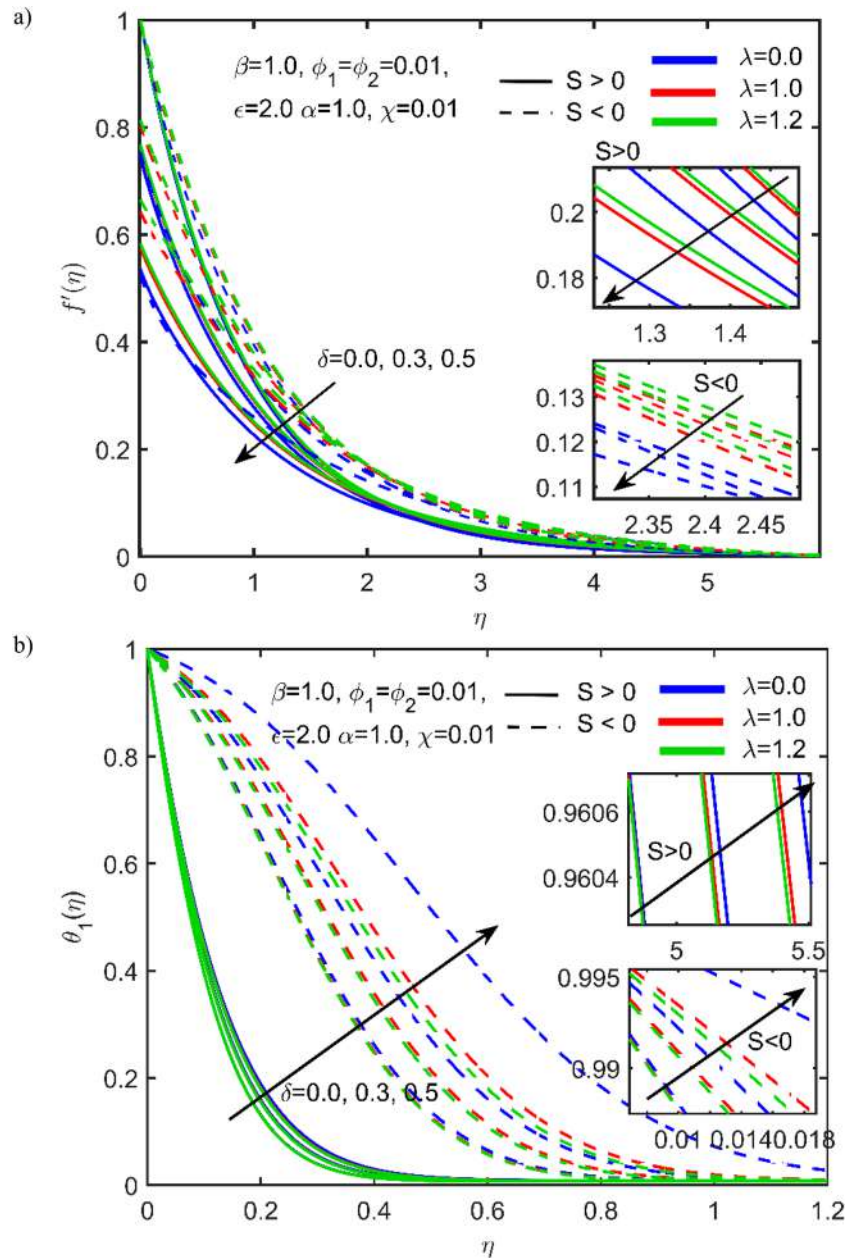 a)
1
0.8
0.6
0.4
0.2
0
f'(η)
β=1.0, ϕ₁=ϕ₂=0.01,
ϵ=2.0 α=1.0, χ=0.01
S > 0
S < 0
λ=0.0
λ=1.0
λ=1.2
S>0
0.2
0.18
1.3 1.4
δ=0.0, 0.3, 0.5
S<0
0.13
0.12
0.11
2.35 2.4 2.45
0 1 2 3 4 5
η
b)
1
0.8
0.6
0.4
0.2
0
θ₁(η)
β=1.0, ϕ₁=ϕ₂=0.01,
ϵ=2.0 α=1.0, χ=0.01
S > 0
S < 0
λ=0.0
λ=1.0
λ=1.2
0.9606
0.9604
S>0
5 5.5
0.995
0.99
S<0
0.01 0.014 0.018
δ=0.0, 0.3, 0.5
0 0.2 0.4 0.6 0.8 1 1.2
η